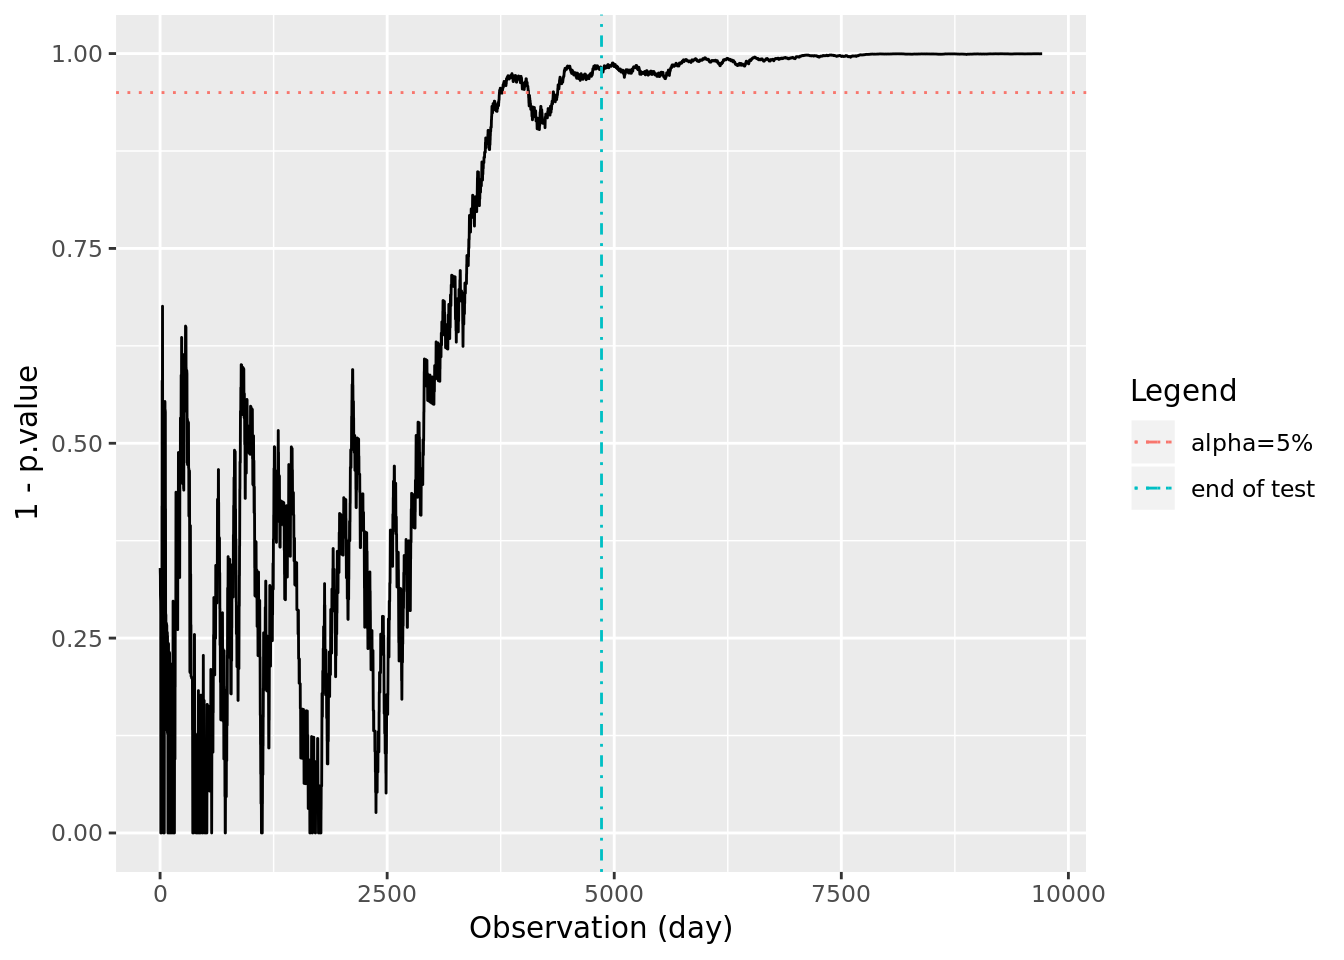 1.00
0.75
0.50
0.25
0.00
1 - p.value
0 2500 5000 7500 10000
Observation (day)
Legend
alpha=5%
end of test